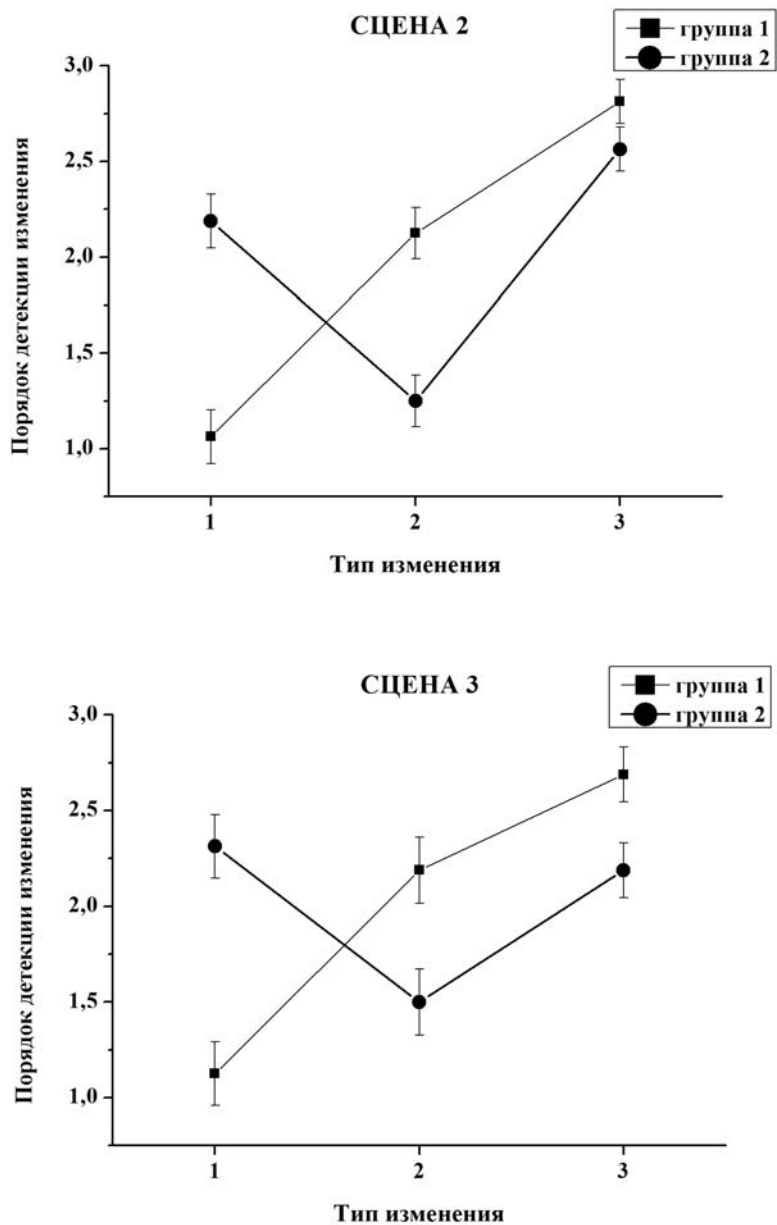 СЦЕНА 2
группа 1
группа 2
3,0
2,5
2,0
1,5
1,0
Порядок детекции изменения
1 2 3
Тип изменения
СЦЕНА 3
группа 1
группа 2
3,0
2,5
2,0
1,5
1,0
Порядок детекции изменения
1 2 3
Тип изменения